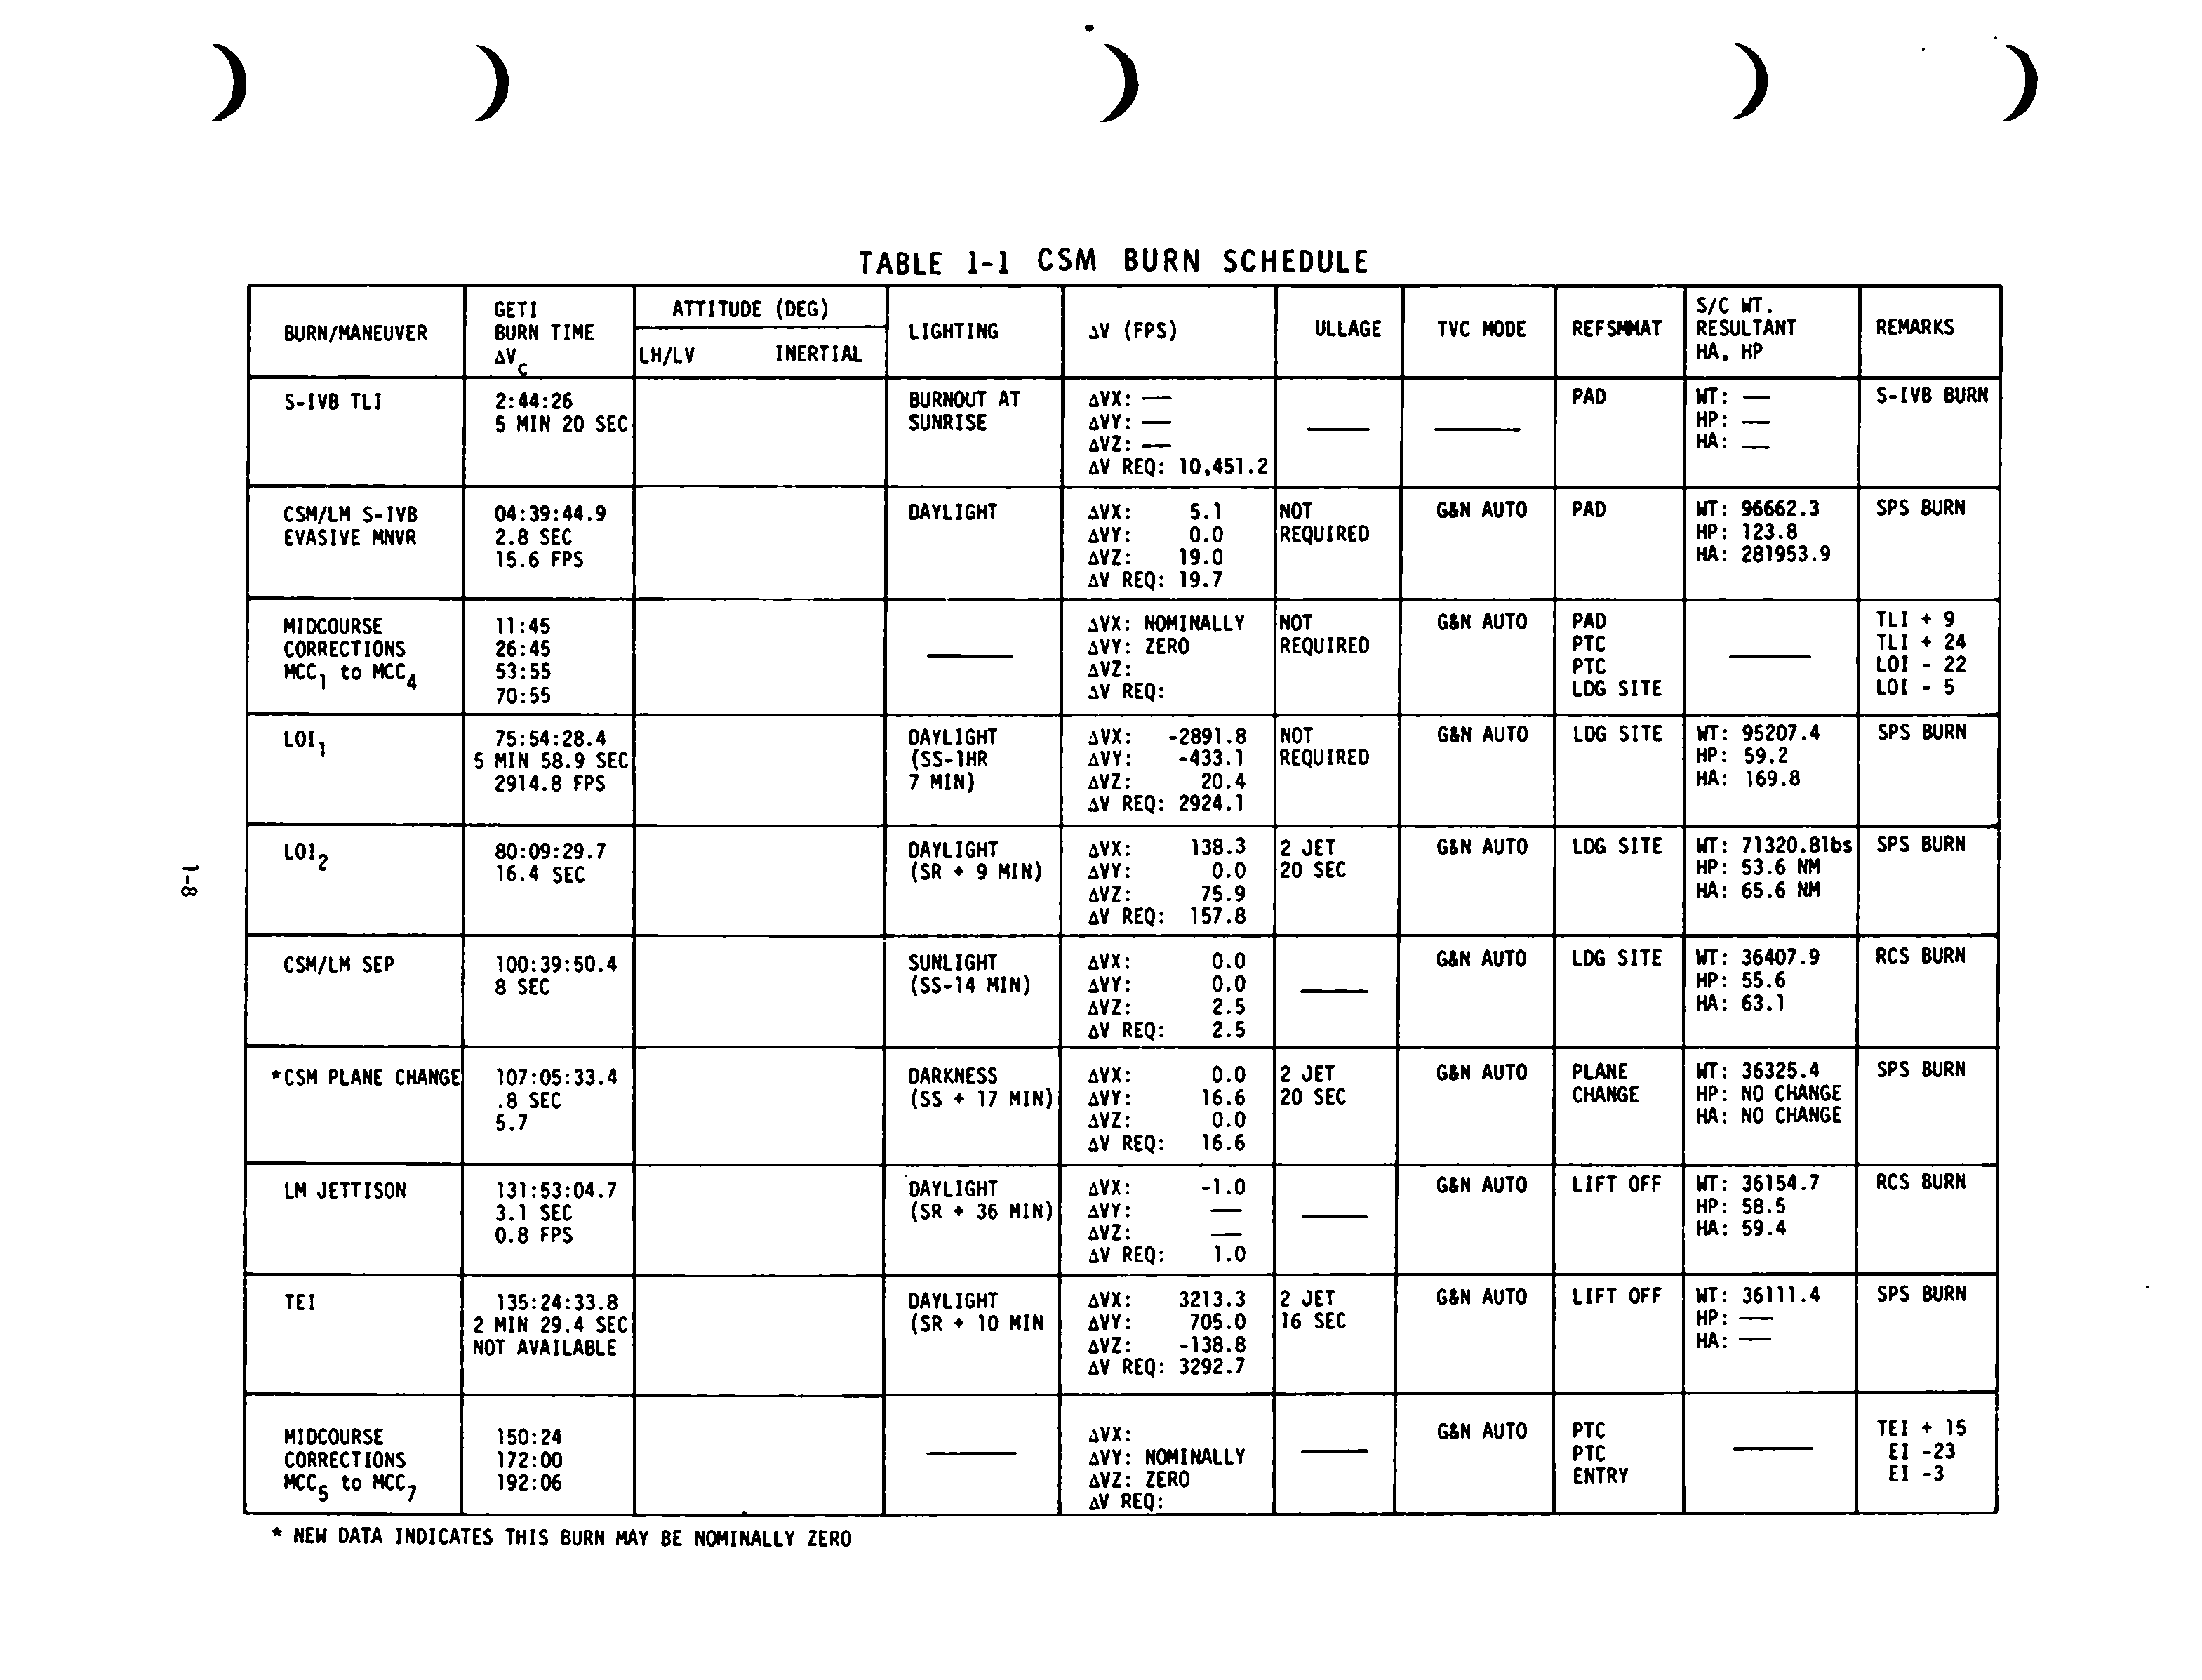 TABLE 1-1 CSM BURN SCHEDULE
BURN/MANEUVER
GETI
BURN TIME
ΔVC
ATTITUDE (DEG)
LH/LV INERTIAL
LIGHTING
ΔV (FPS)
ULLAGE
TVC MODE
REFSMMAT
S/C WT.
RESULTANT
HA, HP
REMARKS
S-IVB TLI
2:44:26
5 MIN 20 SEC
BURNOUT AT
SUNRISE
ΔVX: —
ΔVY: —
ΔVZ: —
ΔV REQ: 10,451.2
PAD
WT: —
HP: —
HA: —
S-IVB BURN
CSM/LM S-IVB
EVASIVE MNVR
04:39:44.9
2.8 SEC
15.6 FPS
DAYLIGHT
ΔVX: 5.1
ΔVY: 0.0
ΔVZ: 19.0
ΔV REQ: 19.7
NOT
REQUIRED
G&N AUTO
PAD
WT: 96662.3
HP: 123.8
HA: 281953.9
SPS BURN
MIDCOURSE
CORRECTIONS
MCC1 to MCC4
11:45
26:45
53:55
70:55
ΔVX: NOMINALLY
ΔVY: ZERO
ΔVZ:
ΔV REQ:
NOT
REQUIRED
G&N AUTO
PAD
PTC
PTC
LDG SITE
TLI + 9
TLI + 24
LOI - 22
LOI - 5
LOI1
75:54:28.4
5 MIN 58.9 SEC
2914.8 FPS
DAYLIGHT
(SS-1HR
7 MIN)
ΔVX: -2891.8
ΔVY: -433.1
ΔVZ: 20.4
ΔV REQ: 2924.1
NOT
REQUIRED
G&N AUTO
LDG SITE
WT: 95207.4
HP: 59.2
HA: 169.8
SPS BURN
LOI2
80:09:29.7
16.4 SEC
DAYLIGHT
(SR + 9 MIN)
ΔVX: 138.3
ΔVY: 0.0
ΔVZ: 75.9
ΔV REQ: 157.8
2 JET
20 SEC
G&N AUTO
LDG SITE
WT: 71320.8lbs
HP: 53.6 NM
HA: 65.6 NM
SPS BURN
CSM/LM SEP
100:39:50.4
8 SEC
SUNLIGHT
(SS-14 MIN)
ΔVX: 0.0
ΔVY: 0.0
ΔVZ: 2.5
ΔV REQ: 2.5
G&N AUTO
LDG SITE
WT: 36407.9
HP: 55.6
HA: 63.1
RCS BURN
*CSM PLANE CHANGE
107:05:33.4
.8 SEC
5.7
DARKNESS
(SS + 17 MIN)
ΔVX: 0.0
ΔVY: 16.6
ΔVZ: 0.0
ΔV REQ: 16.6
2 JET
20 SEC
G&N AUTO
PLANE
CHANGE
WT: 36325.4
HP: NO CHANGE
HA: NO CHANGE
SPS BURN
LM JETTISON
131:53:04.7
3.1 SEC
0.8 FPS
DAYLIGHT
(SR + 36 MIN)
ΔVX: -1.0
ΔVY: —
ΔVZ: —
ΔV REQ: 1.0
G&N AUTO
LIFT OFF
WT: 36154.7
HP: 58.5
HA: 59.4
RCS BURN
TEI
135:24:33.8
2 MIN 29.4 SEC
NOT AVAILABLE
DAYLIGHT
(SR + 10 MIN
ΔVX: 3213.3
ΔVY: 705.0
ΔVZ: -138.8
ΔV REQ: 3292.7
2 JET
16 SEC
G&N AUTO
LIFT OFF
WT: 36111.4
HP: —
HA: —
SPS BURN
MIDCOURSE
CORRECTIONS
MCC5 to MCC7
150:24
172:00
192:06
ΔVX:
ΔVY: NOMINALLY
ΔVZ: ZERO
ΔV REQ:
G&N AUTO
PTC
PTC
ENTRY
TEI + 15
EI -23
EI -3
* NEW DATA INDICATES THIS BURN MAY BE NOMINALLY ZERO
1-8